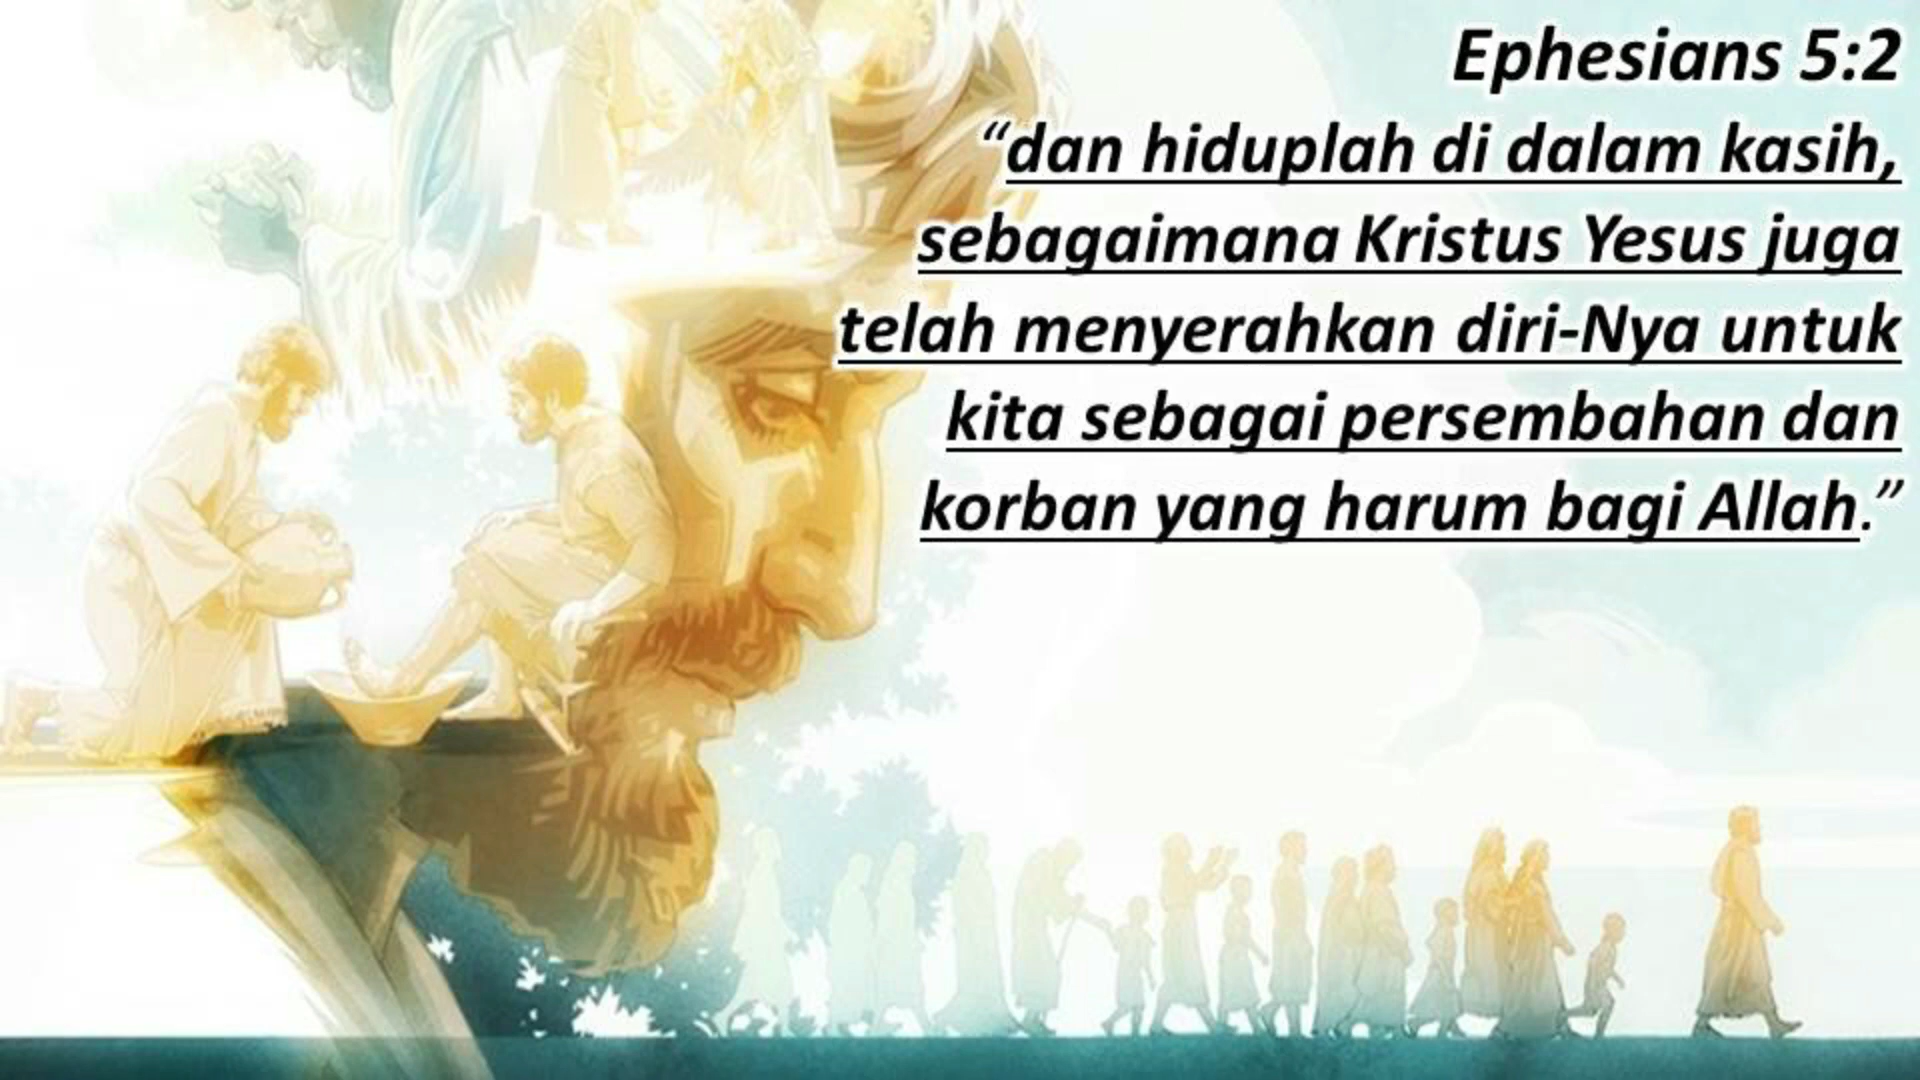 Ephesians 5:2
“dan hiduplah di dalam kasih,
sebagaimana Kristus Yesus juga
telah menyerahkan diri-Nya untuk
kita sebagai persembahan dan
korban yang harum bagi Allah.”